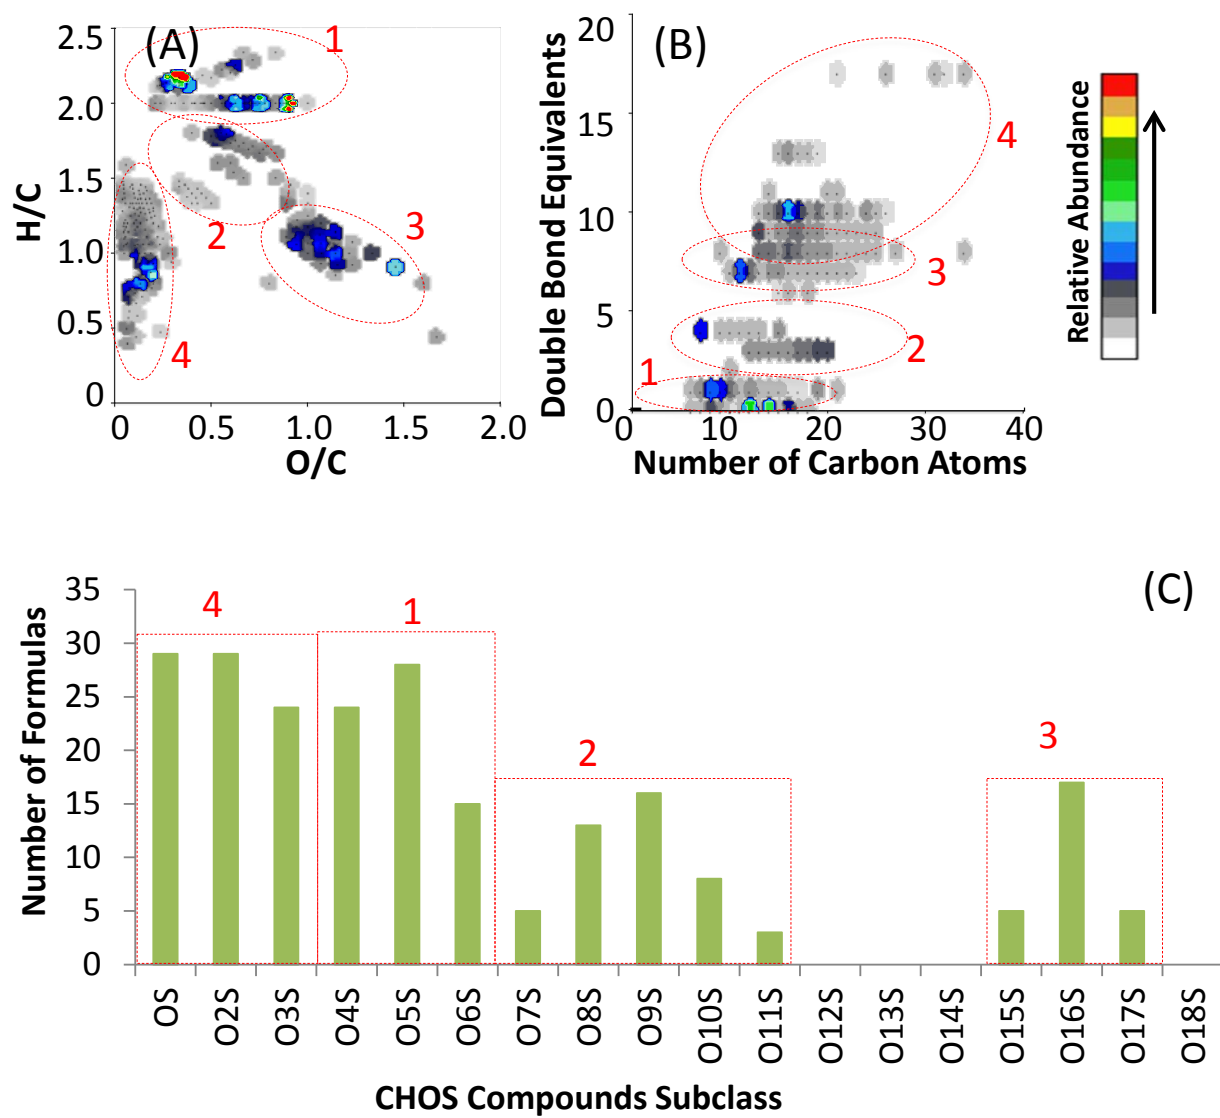 (A)
H/C
2.5
2.0
1.5
1.0
0.5
0
0 0.5 1.0 1.5 2.0
O/C
1
2
3
4
(B)
Double Bond Equivalents
20
15
10
5
0
0 10 20 30 40
Number of Carbon Atoms
4
3
2
1
Relative Abundance
(C)
Number of Formulas
35
30
25
20
15
10
5
0
4
1
2
3
OS O2S O3S O4S O5S O6S O7S O8S O9S O10S O11S O12S O13S O14S O15S O16S O17S O18S
CHOS Compounds Subclass